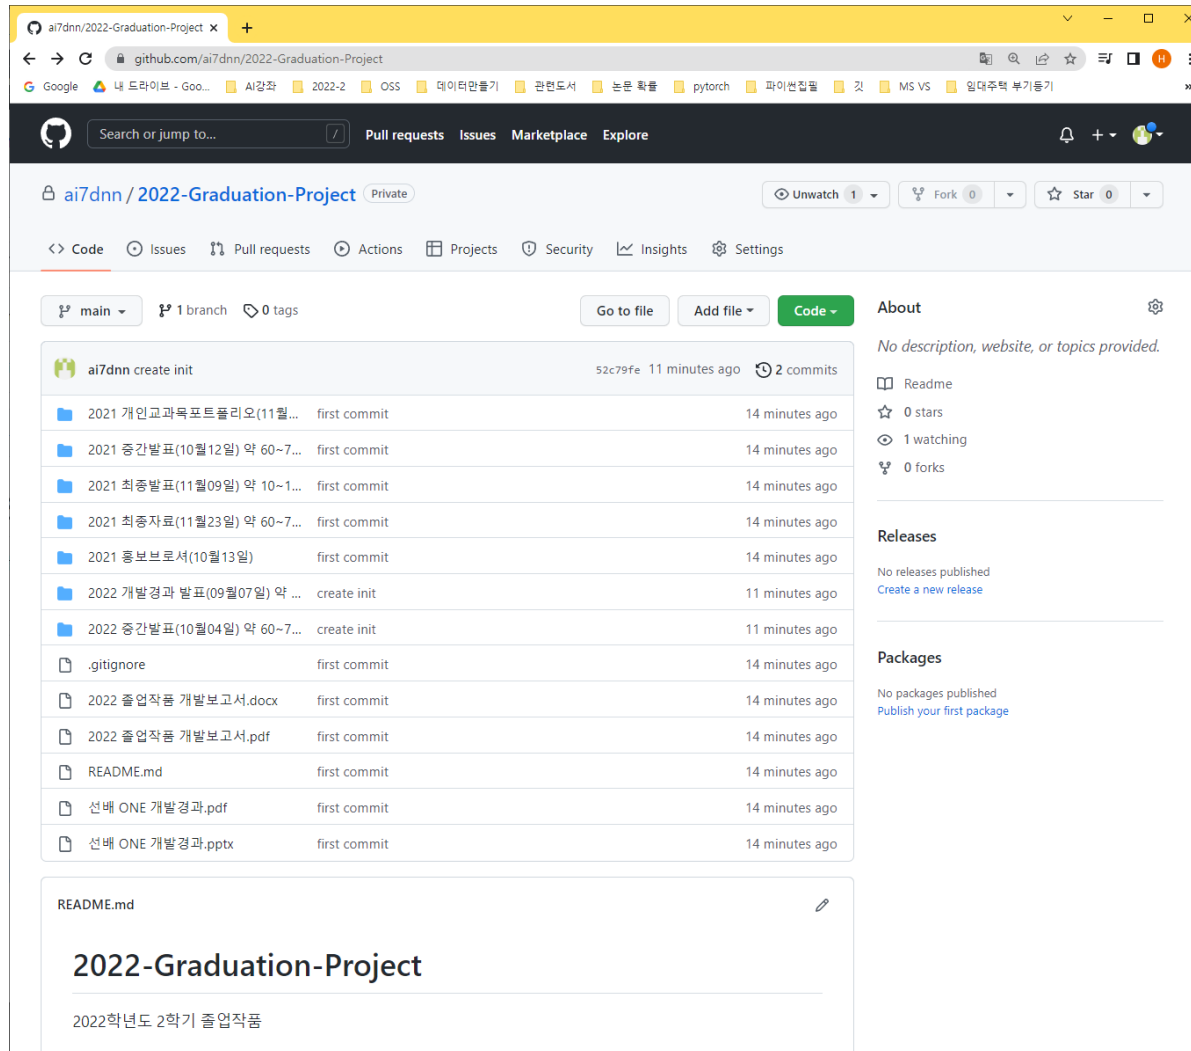 ai7dnn/2022-Graduation-Project
github.com/ai7dnn/2022-Graduation-Project
Google 내 드라이브 - Goo... AI강좌 2022-2 OSS 데이터만들기 관련도서 논문 확률 pytorch 파이썬집필 깃 MS VS 임대주택 부기등기 »
Search or jump to... / Pull requests Issues Marketplace Explore
ai7dnn / 2022-Graduation-Project Private Unwatch 1 Fork 0 Star 0
Code Issues Pull requests Actions Projects Security Insights Settings
main 1 branch 0 tags Go to file Add file Code
ai7dnn create init 52c79fe 11 minutes ago 2 commits
2021 개인교과목포트폴리오(11월... first commit 14 minutes ago
2021 중간발표(10월12일) 약 60~7... first commit 14 minutes ago
2021 최종발표(11월09일) 약 10~1... first commit 14 minutes ago
2021 최종자료(11월23일) 약 60~7... first commit 14 minutes ago
2021 홍보브로셔(10월13일) first commit 14 minutes ago
2022 개발경과 발표(09월07일) 약 ... create init 11 minutes ago
2022 중간발표(10월04일) 약 60~7... create init 11 minutes ago
.gitignore first commit 14 minutes ago
2022 졸업작품 개발보고서.docx first commit 14 minutes ago
2022 졸업작품 개발보고서.pdf first commit 14 minutes ago
README.md first commit 14 minutes ago
선배 ONE 개발경과.pdf first commit 14 minutes ago
선배 ONE 개발경과.pptx first commit 14 minutes ago
README.md
2022-Graduation-Project
2022학년도 2학기 졸업작품
About
No description, website, or topics provided.
Readme
0 stars
1 watching
0 forks
Releases
No releases published
Create a new release
Packages
No packages published
Publish your first package
H